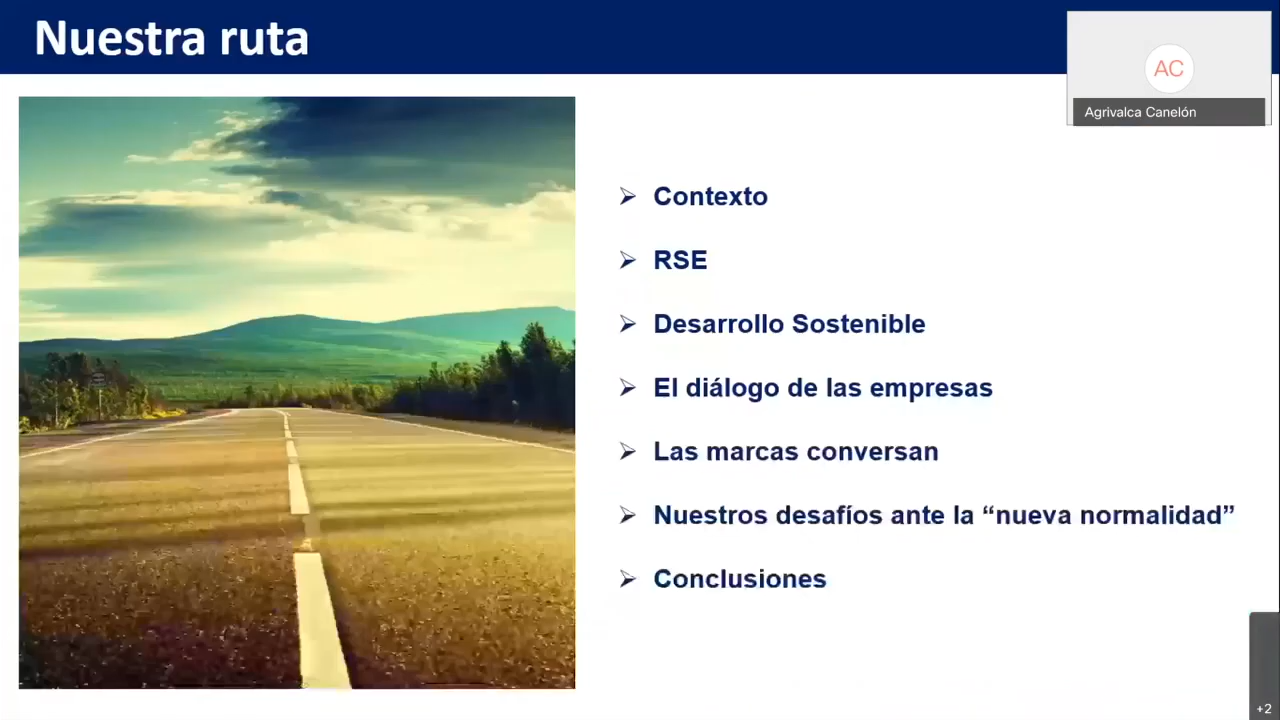 Nuestra ruta
AC
Agrivalca Canelón
Contexto
RSE
Desarrollo Sostenible
El diálogo de las empresas
Las marcas conversan
Nuestros desafíos ante la “nueva normalidad”
Conclusiones
+2